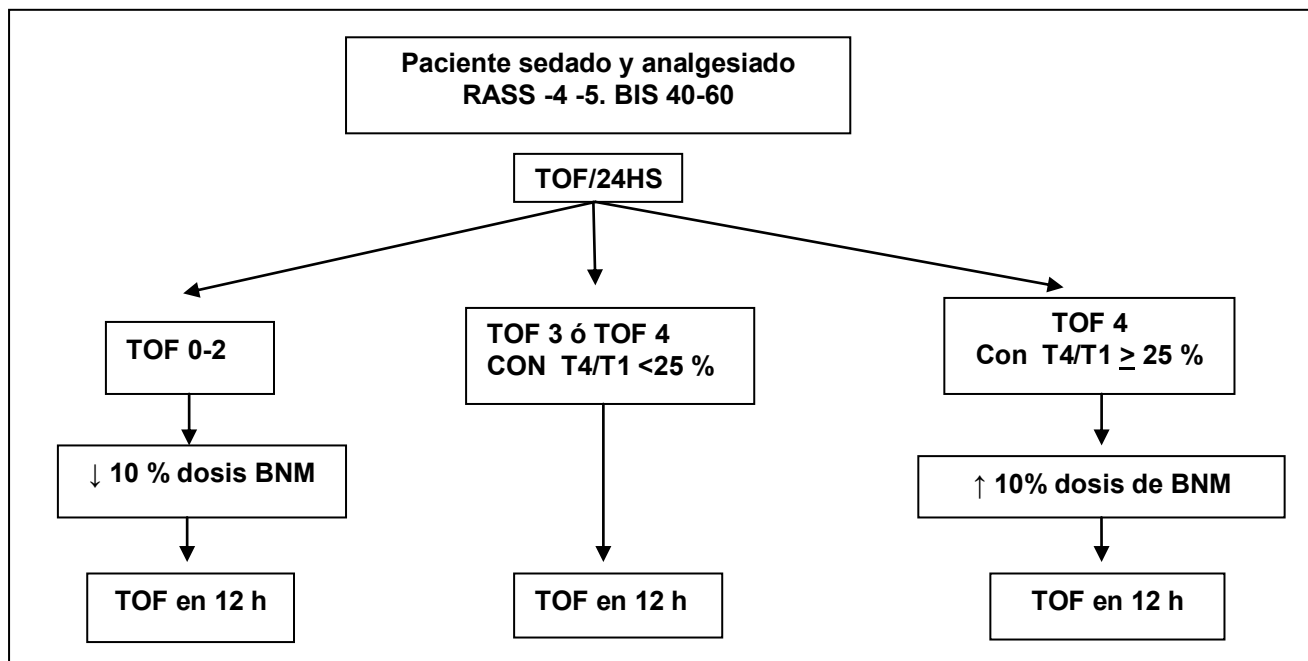 Paciente sedado y analgesiado
RASS -4 -5. BIS 40-60
TOF/24HS
TOF 0-2
TOF 3 ó TOF 4
CON T4/T1 <25 %
TOF 4
Con T4/T1 ≥ 25 %
↓ 10 % dosis BNM
↑ 10% dosis de BNM
TOF en 12 h
TOF en 12 h
TOF en 12 h